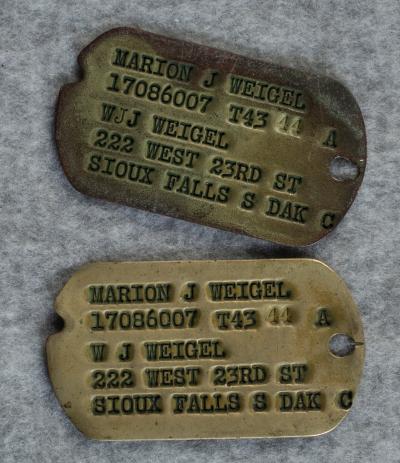 MARION J WEIGEL
17086007 T43 44 A
WJJ WEIGEL
222 WEST 23RD ST
SIOUX FALLS S DAK C
MARION J WEIGEL
17086007 T43 44 A
W J WEIGEL
222 WEST 23RD ST
SIOUX FALLS S DAK C